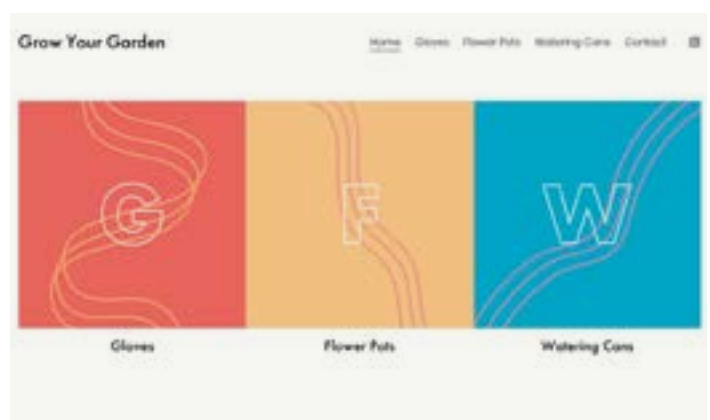 Grow Your Garden
Home Gloves Flower Pots Watering Cans Contact
G F W
Gloves Flower Pots Watering Cans